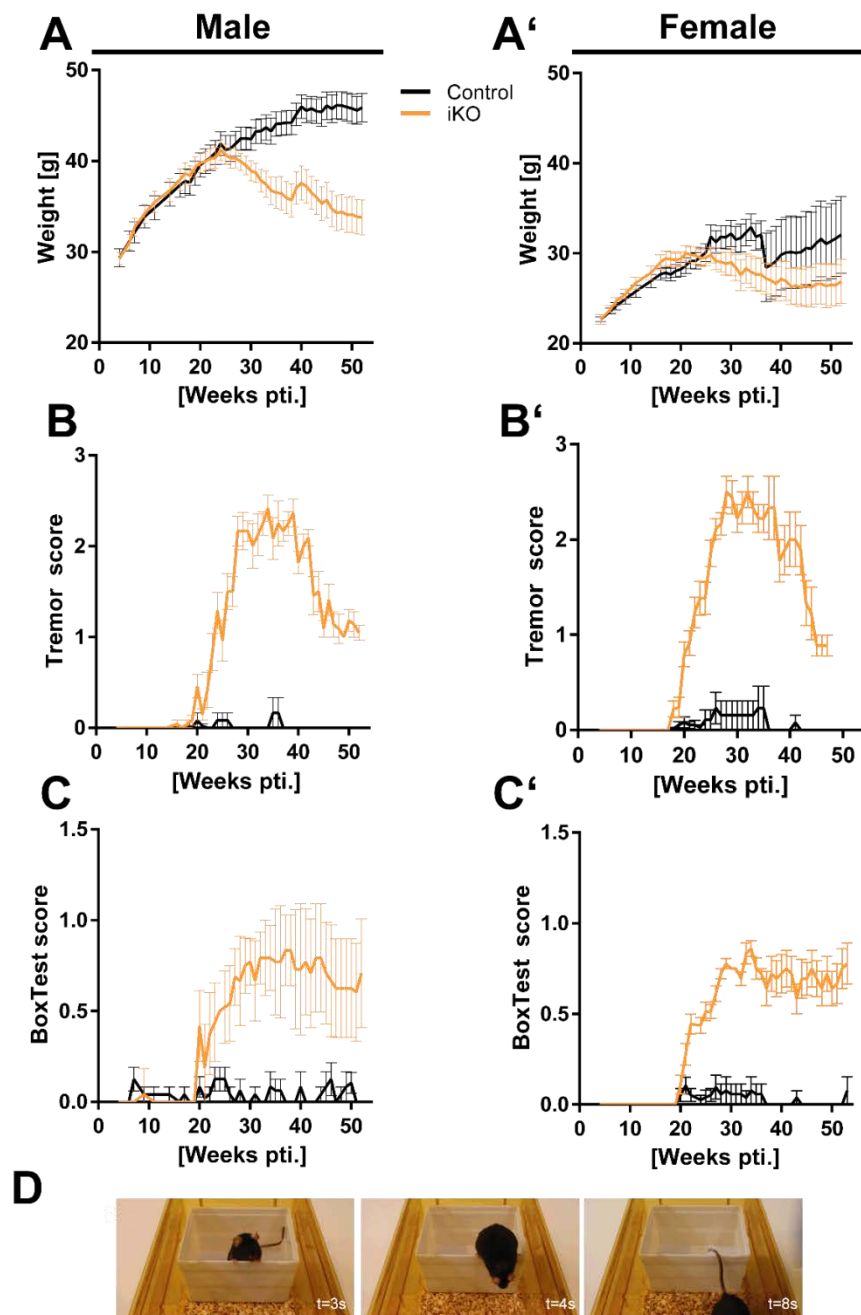 A Male A‘ Female
Control
iKO
50
40
30
20
Weight [g]
0 10 20 30 40 50
[Weeks pti.]
50
40
30
20
Weight [g]
0 10 20 30 40 50
[Weeks pti.]
B
3
2
1
0
Tremor score
0 10 20 30 40 50
[Weeks pti.]
B‘
3
2
1
0
Tremor score
0 10 20 30 40 50
[Weeks pti.]
C
1.5
1.0
0.5
0.0
BoxTest score
0 10 20 30 40 50
[Weeks pti.]
C‘
1.5
1.0
0.5
0.0
BoxTest score
0 10 20 30 40 50
[Weeks pti.]
D
t=3s t=4s t=8s